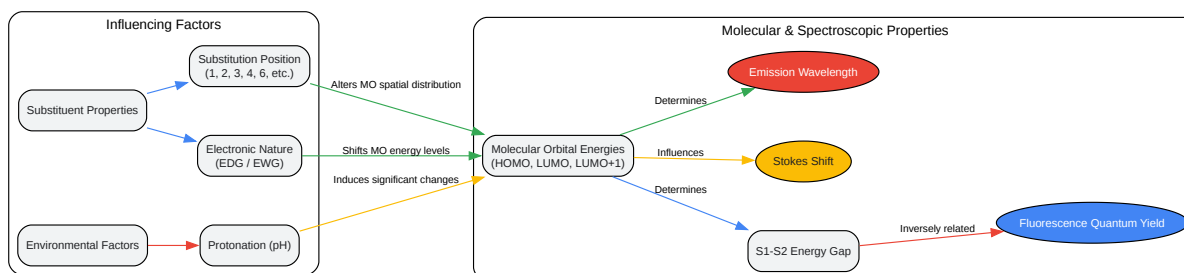 Influencing Factors
Substituent Properties
Substitution Position
(1, 2, 3, 4, 6, etc.)
Electronic Nature
(EDG / EWG)
Environmental Factors
Protonation (pH)
Alters MO spatial distribution
Shifts MO energy levels
Induces significant changes
Molecular & Spectroscopic Properties
Molecular Orbital Energies
(HOMO, LUMO, LUMO+1)
Determines
Emission Wavelength
Influences
Stokes Shift
Determines
S1-S2 Energy Gap
Inversely related
Fluorescence Quantum Yield